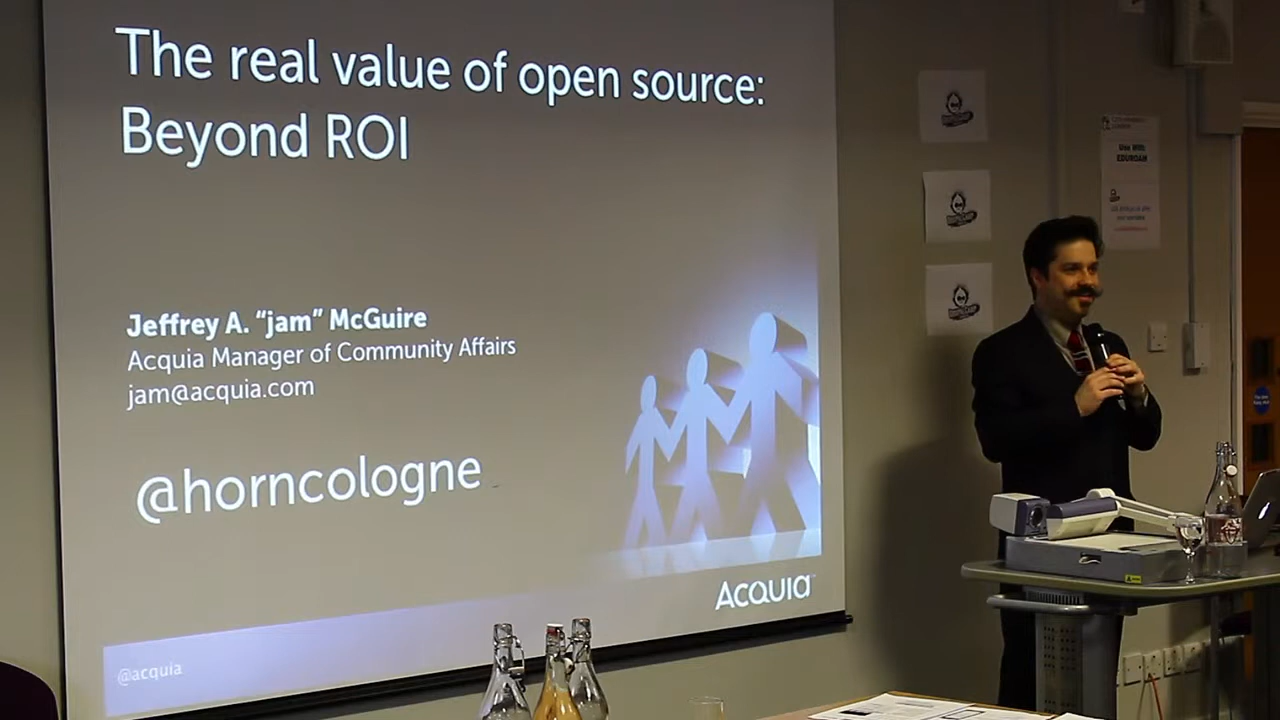 The real value of open source:
Beyond ROI
Jeffrey A. “jam” McGuire
Acquia Manager of Community Affairs
jam@acquia.com
@horncologne
Acquia
@acquia
Use With
EDUROAM